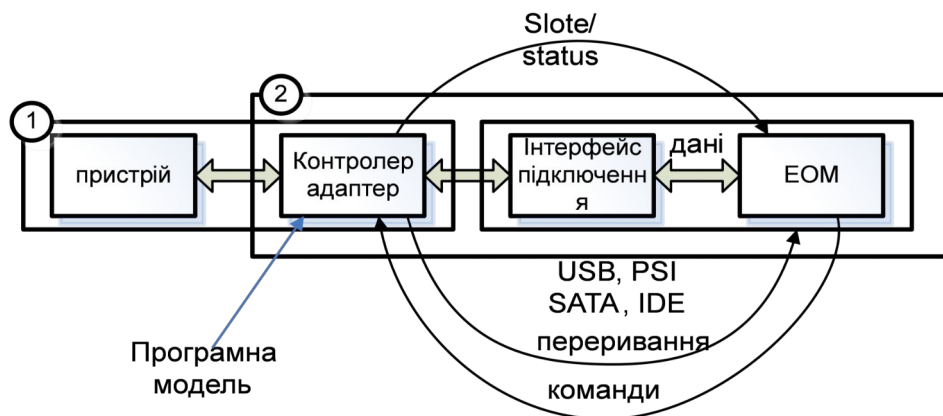 Slote/
status
2
1
пристрій
Контролер
адаптер
Інтерфейс
підключенн
я
дані
ЕОМ
USB, PSI
SATA , IDE
переривання
команди
Програмна
модель